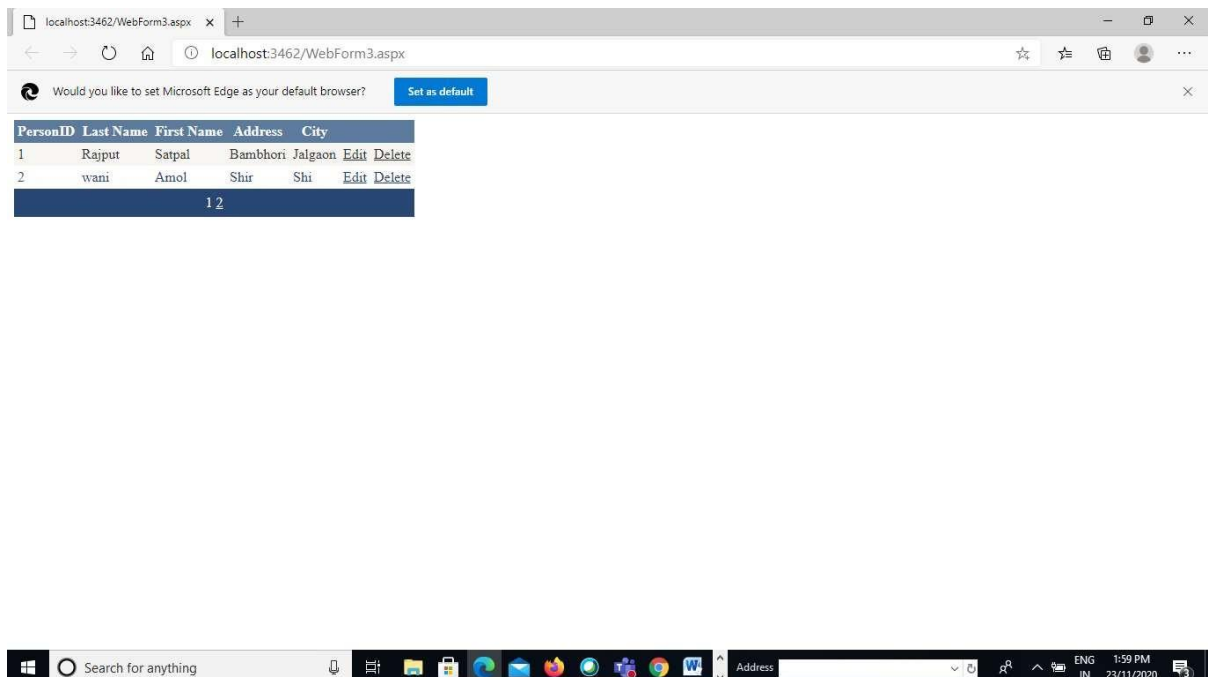 localhost:3462/WebForm3.aspx
localhost:3462/WebForm3.aspx
Would you like to set Microsoft Edge as your default browser? Set as default
PersonID Last Name First Name Address City
1 Rajput Satpal Bambhori Jalgaon Edit Delete
2 wani Amol Shir Shi Edit Delete
1 2
Search for anything Address ENG 1:59 PM
IN 23/11/2020